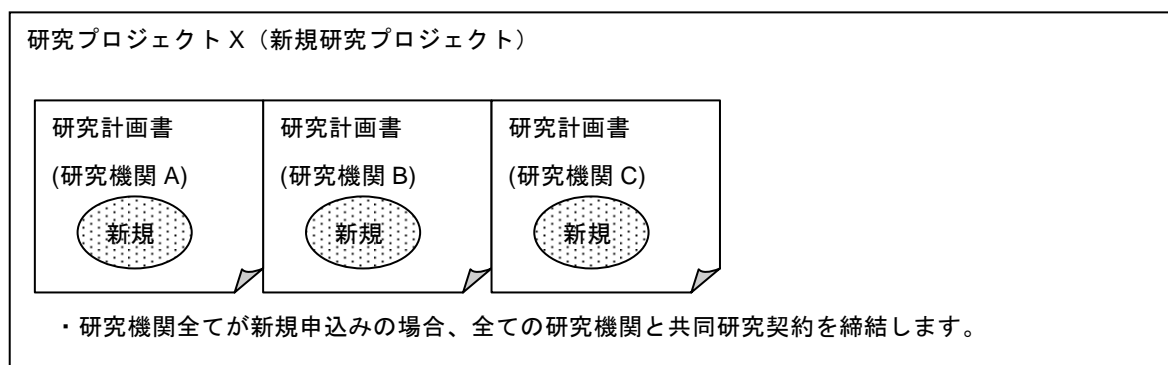 研究プロジェクト X（新規研究プロジェクト）
研究計画書
(研究機関 A)
新規
研究計画書
(研究機関 B)
新規
研究計画書
(研究機関 C)
新規
・研究機関全てが新規申込みの場合、全ての研究機関と共同研究契約を締結します。